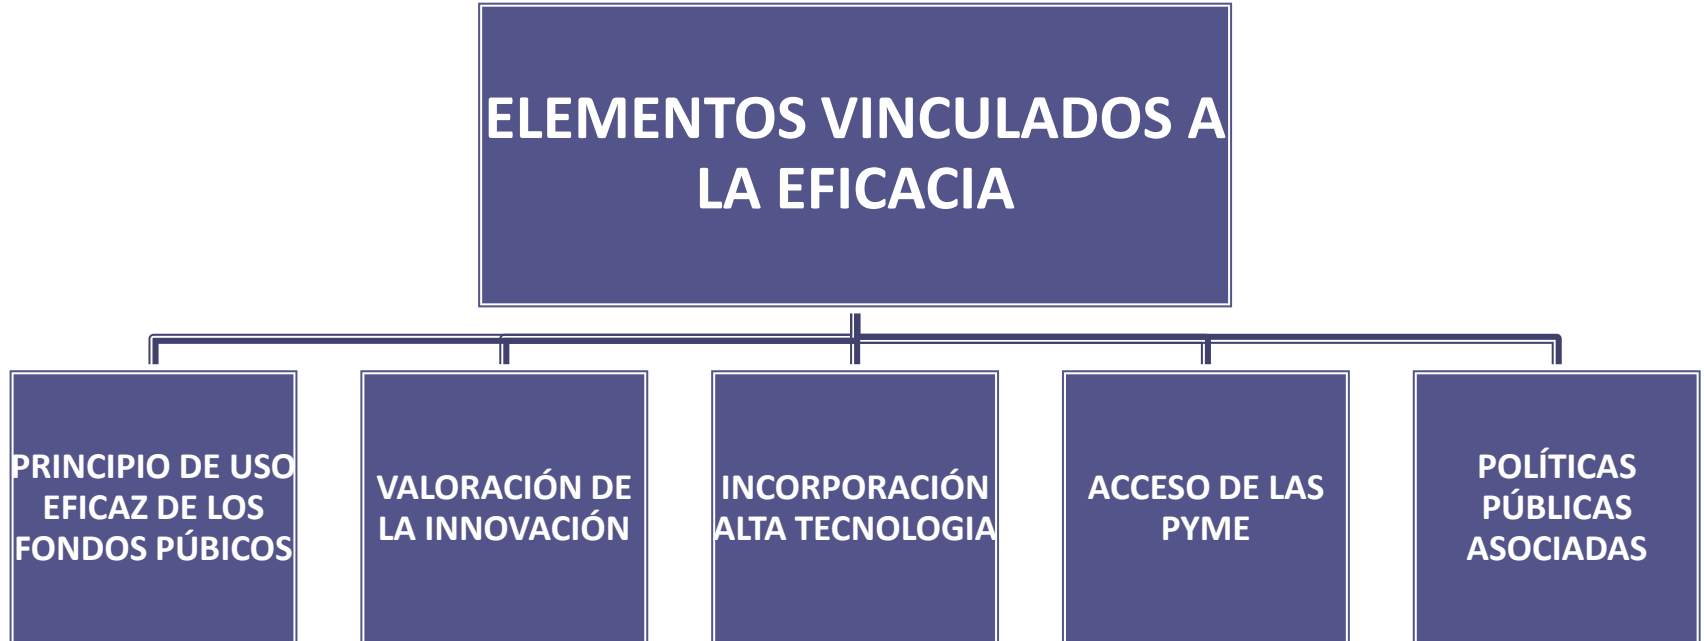 ELEMENTOS VINCULADOS A
LA EFICACIA
PRINCIPIO DE USO
EFICAZ DE LOS
FONDOS PÚBICOS
VALORACIÓN DE
LA INNOVACIÓN
INCORPORACIÓN
ALTA TECNOLOGIA
ACCESO DE LAS
PYME
POLÍTICAS
PÚBLICAS
ASOCIADAS